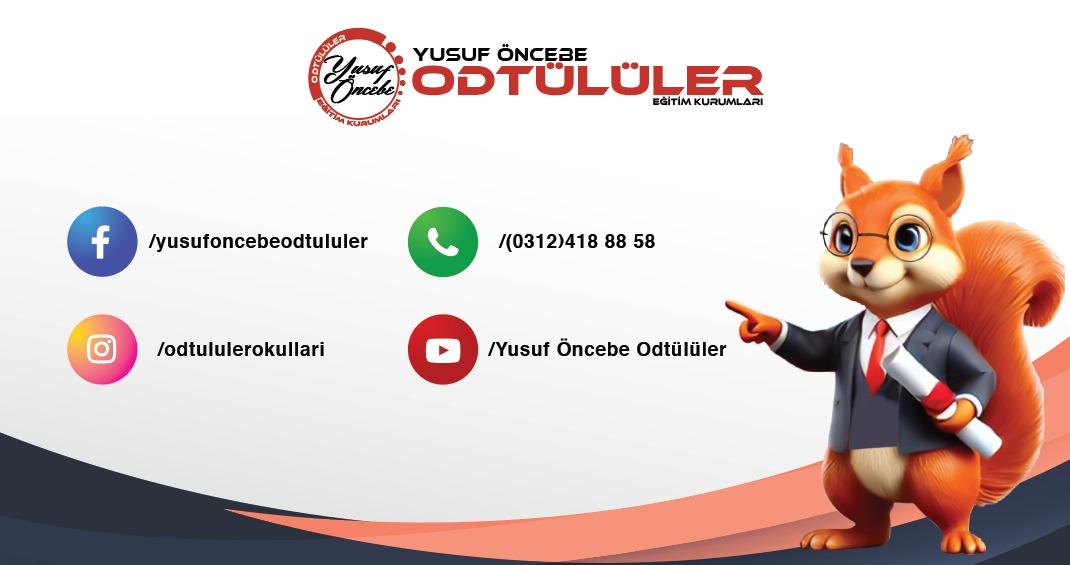 ODTÜLÜLER
Yusuf
Öncebe
EĞİTİM KURUMLARI
YUSUF ÖNCEBE
ODTÜLÜLER
EĞİTİM KURUMLARI
/yusufoncebeodtululer
/(0312)418 88 58
/odtululerokullari
/Yusuf Öncebe Odtülüler